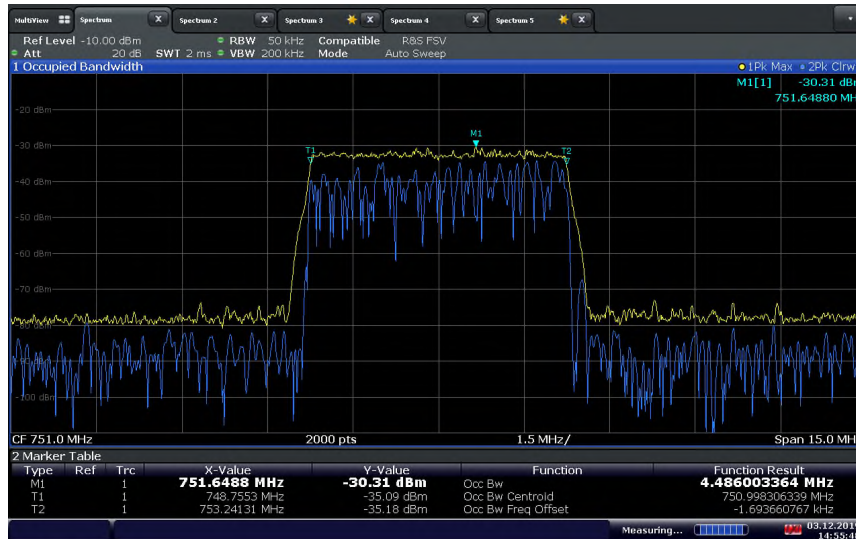 MultiView Spectrum X Spectrum 2 X Spectrum 3 X Spectrum 4 X Spectrum 5 X
Ref Level -10.00 dBm RBW 50 kHz Compatible R&S FSV
Att 20 dB SWT 2 ms VBW 200 kHz Mode Auto Sweep
1 Occupied Bandwidth 1Pk Max 2Pk Clrw
M1[1] -30.31 dBm
751.64880 MH
-20 dBm
M1
-30 dBm
T1 T2
-40 dBm
-50 dBm
-60 dBm
-70 dBm
-80 dBm
-90 dBm
-100 dBm
CF 751.0 MHz 2000 pts 1.5 MHz/ Span 15.0 MH
2 Marker Table
Type Ref Trc X-Value Y-Value Function Function Result
M1 1 751.6488 MHz -30.31 dBm Occ Bw 4.486003364 MHz
T1 1 748.7553 MHz -35.09 dBm Occ Bw Centroid 750.998306339 MHz
T2 1 753.24131 MHz -35.18 dBm Occ Bw Freq Offset -1.693660767 kHz
Measuring... 03.12.201
14:55:4